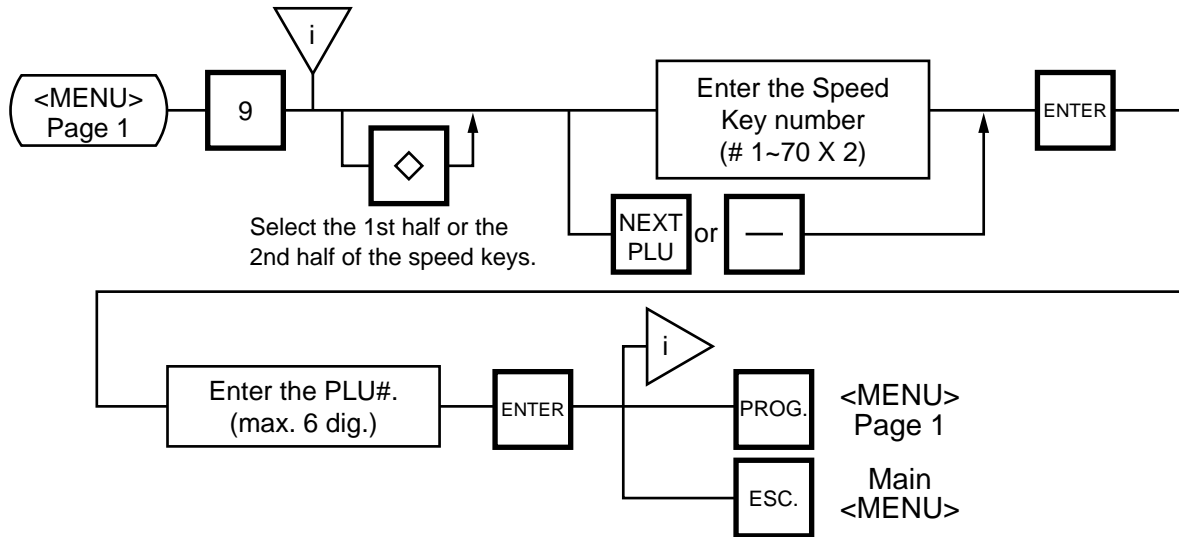 i
<MENU>
Page 1
9
◇
Select the 1st half or the
2nd half of the speed keys.
Enter the Speed
Key number
(# 1~70 X 2)
NEXT
PLU
or
—
ENTER
Enter the PLU#.
(max. 6 dig.)
ENTER
i
PROG.
<MENU>
Page 1
ESC.
Main
<MENU>